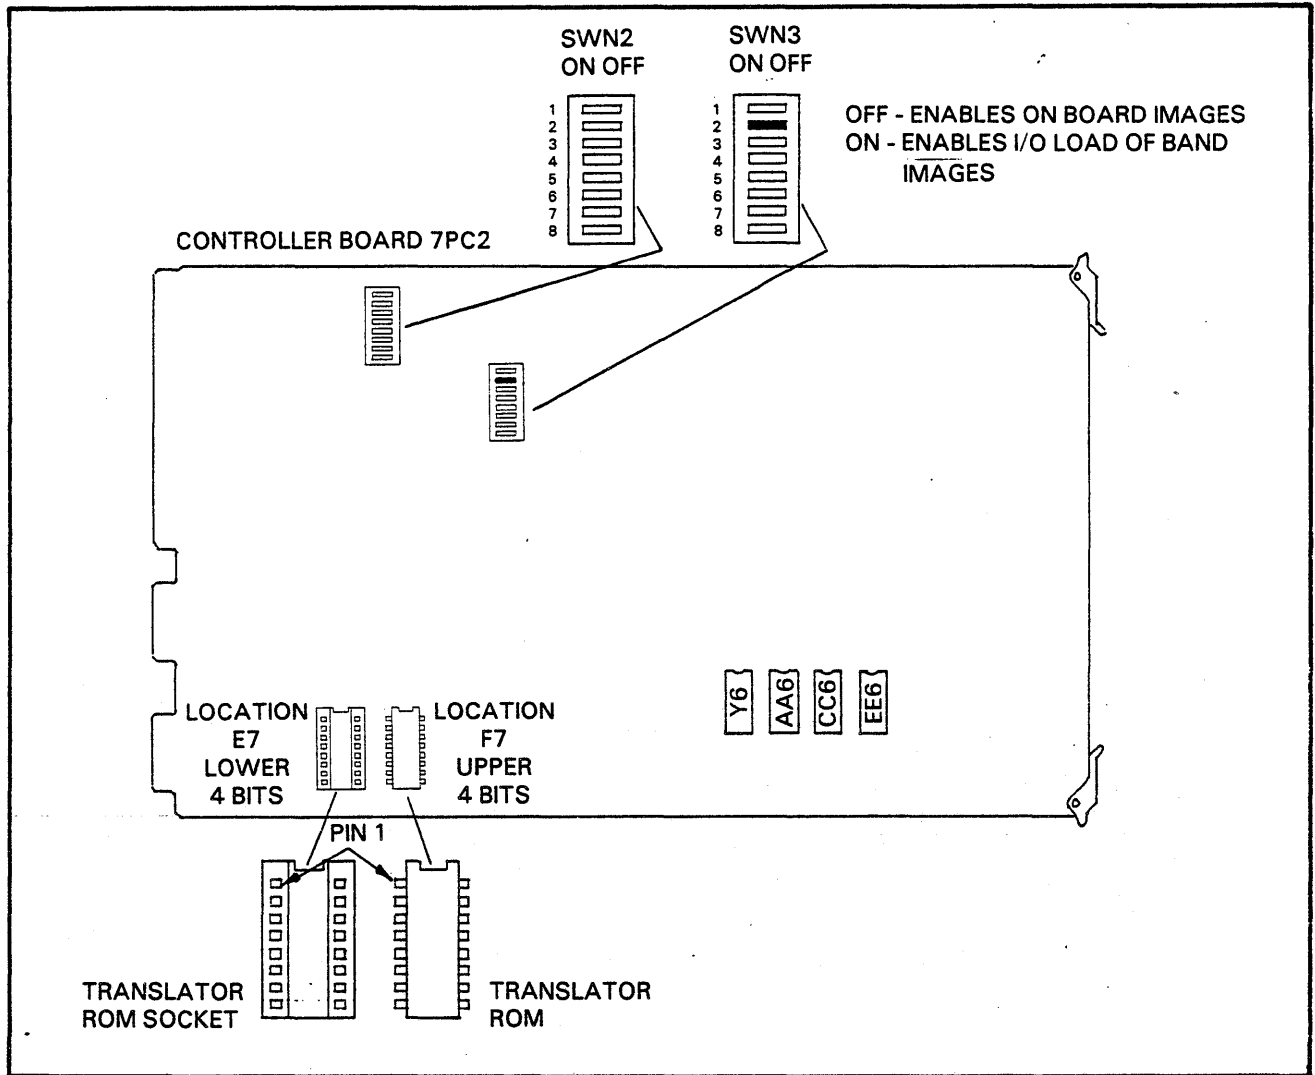 SWN2
ON OFF
1
2
3
4
5
6
7
8
SWN3
ON OFF
1
2
3
4
5
6
7
8
OFF - ENABLES ON BOARD IMAGES
ON - ENABLES I/O LOAD OF BAND
IMAGES
CONTROLLER BOARD 7PC2
LOCATION
E7
LOWER
4 BITS
LOCATION
F7
UPPER
4 BITS
Y6
AA6
CC6
EE6
PIN 1
TRANSLATOR
ROM SOCKET
TRANSLATOR
ROM